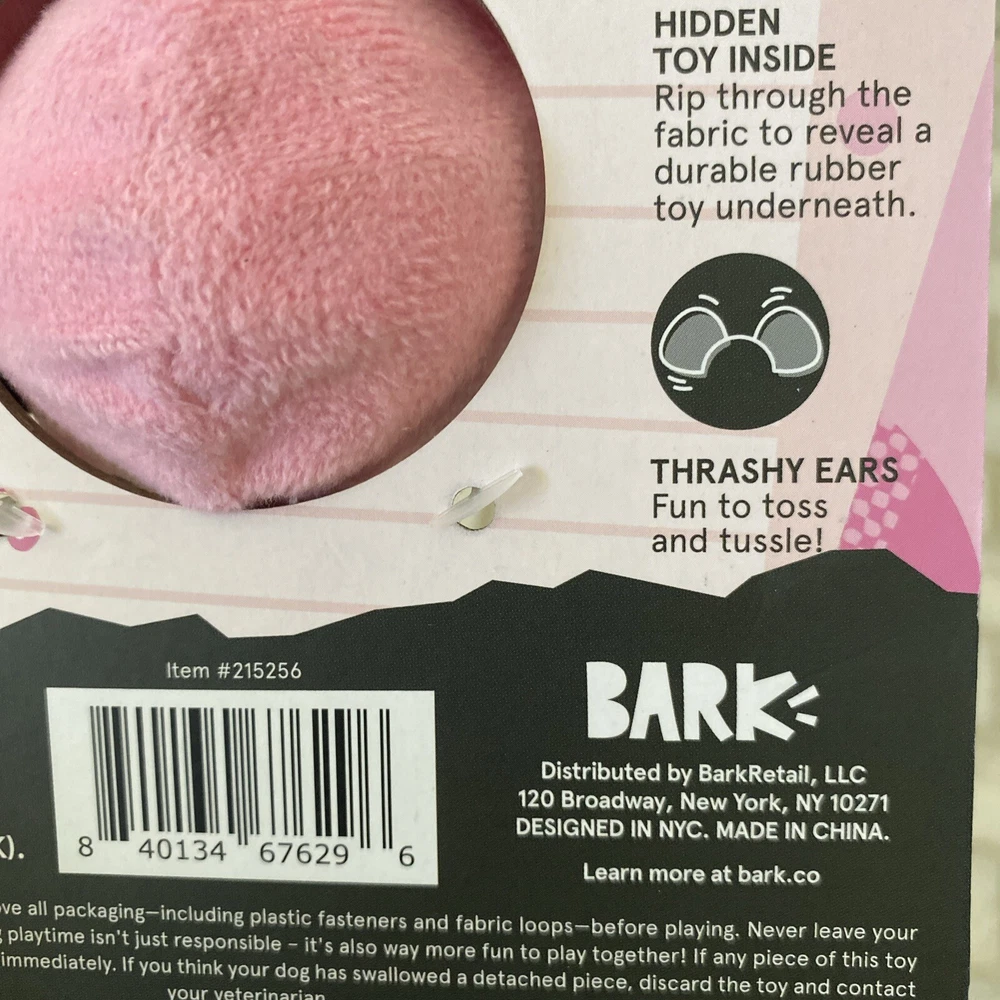 HIDDEN
TOY INSIDE
Rip through the
fabric to reveal a
durable rubber
toy underneath.
THRASHY EARS
Fun to toss
and tussle!
Item #215256
8 40134 67629 6
BARK
Distributed by BarkRetail, LLC
120 Broadway, New York, NY 10271
DESIGNED IN NYC. MADE IN CHINA.
Learn more at bark.co
).
all packaging—including plastic fasteners and fabric loops—before playing. Never leave your
playtime isn't just responsible – it's also way more fun to play together! If any piece of this toy
immediately. If you think your dog has swallowed a detached piece, discard the toy and contact
your veterinarian